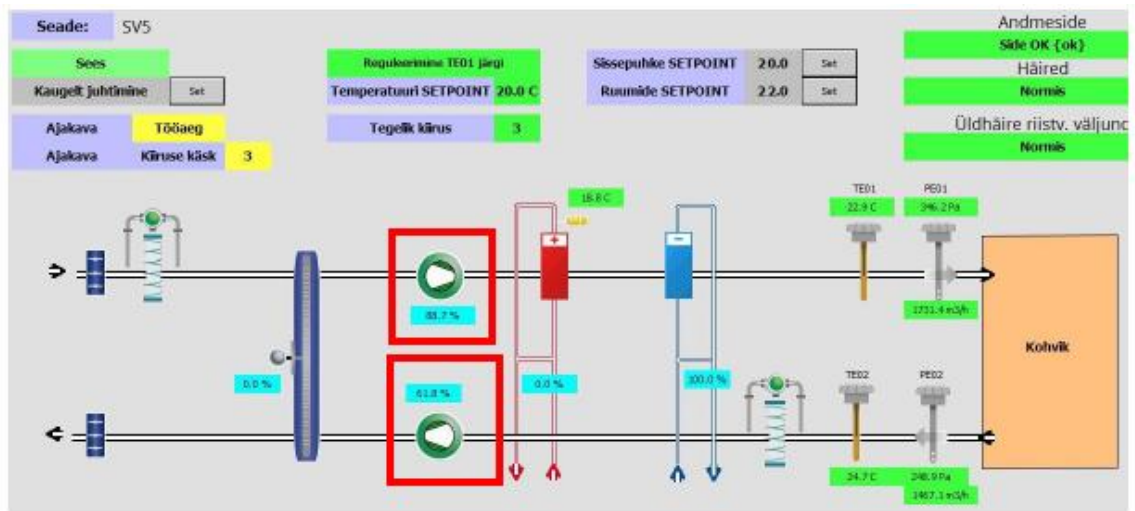 Seade: SV5
Andmeside
Side OK {ok}
Sees
Reguleerimine TE01 järgi
Sissepuhke SETPOINT 20.0 Set
Häired
Kaugelt juhtimine Set
Temperatuuri SETPOINT 20.0 C
Ruumide SETPOINT 22.0 Set
Normis
Ajakava Tööaeg
Tegelik kiirus 3
Üldhäire riistv. väljund
Ajakava Kiiruse käsk 3
Normis
18.8 C
TE01 PE01
22.9 C 346.2 Pa
+
−
88.7 %
1731.4 m3/h
Kohvik
0.0 %
61.8 %
0.0 %
100.0 %
TE02 PE02
24.7 C 248.9 Pa
1467.1 m3/h